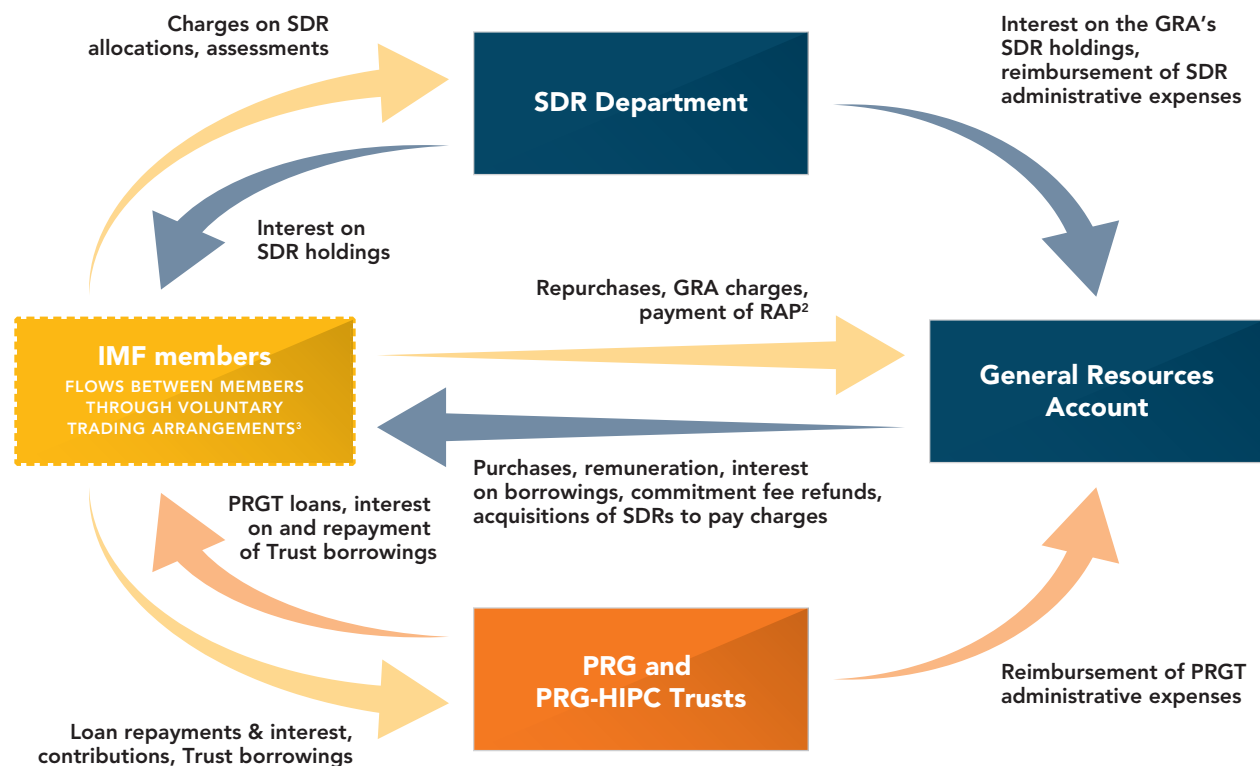 Charges on SDR
allocations, assessments
SDR Department
Interest on the GRA’s
SDR holdings,
reimbursement of SDR
administrative expenses
Interest on
SDR holdings
Repurchases, GRA charges,
payment of RAP²
IMF members
FLOWS BETWEEN MEMBERS
THROUGH VOLUNTARY
TRADING ARRANGEMENTS³
General Resources
Account
Purchases, remuneration, interest
on borrowings, commitment fee refunds,
acquisitions of SDRs to pay charges
PRGT loans, interest
on and repayment
of Trust borrowings
PRG and
PRG-HIPC Trusts
Reimbursement of PRGT
administrative expenses
Loan repayments & interest,
contributions, Trust borrowings